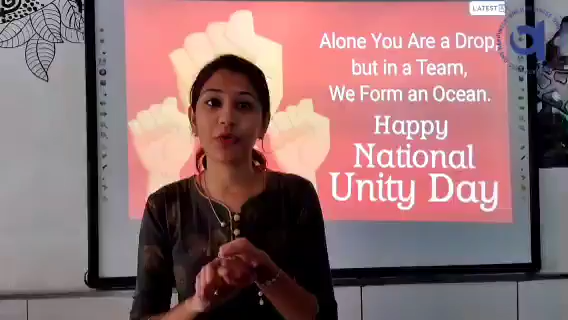 LATEST
Alone You Are a Drop,
but in a Team,
We Form an Ocean.
Happy
National
Unity Day